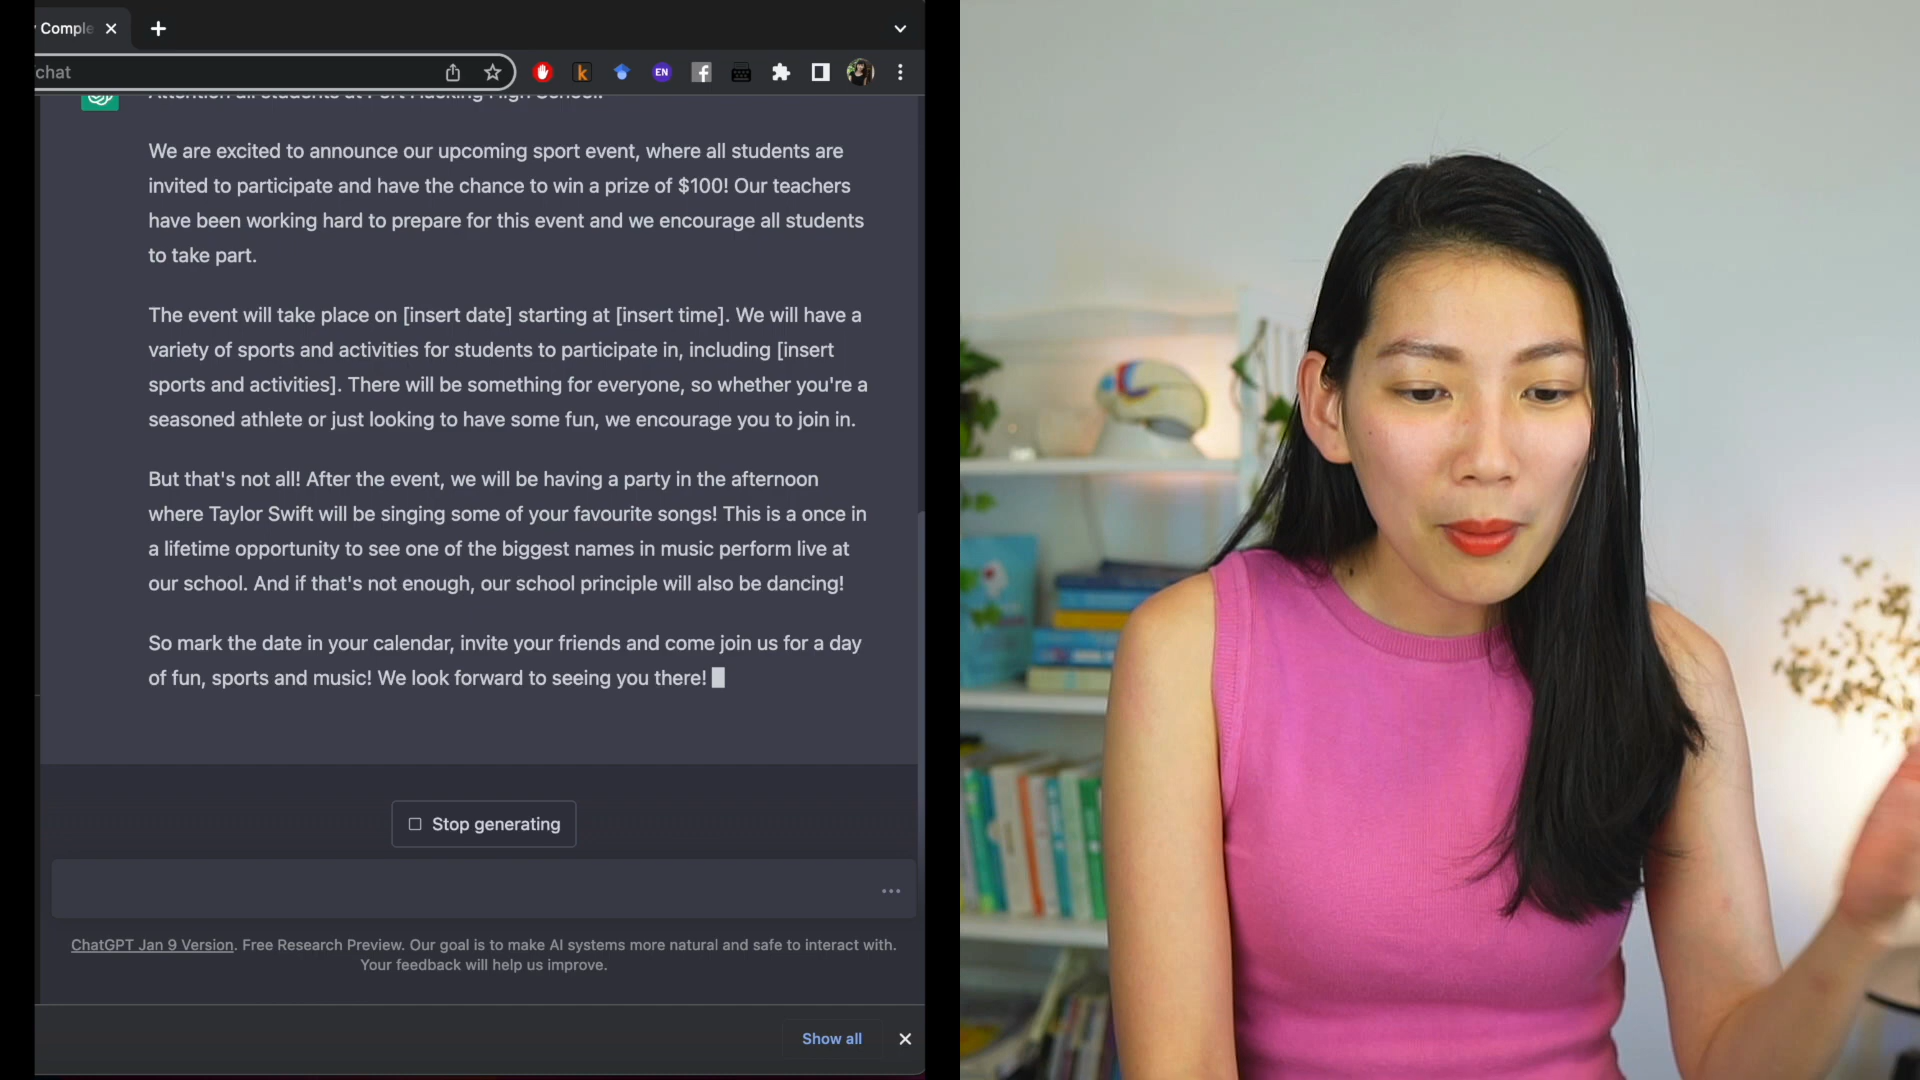 Comple
chat
EN
Attention all students at Port Hacking High School!
We are excited to announce our upcoming sport event, where all students are
invited to participate and have the chance to win a prize of $100! Our teachers
have been working hard to prepare for this event and we encourage all students
to take part.
The event will take place on [insert date] starting at [insert time]. We will have a
variety of sports and activities for students to participate in, including [insert
sports and activities]. There will be something for everyone, so whether you're a
seasoned athlete or just looking to have some fun, we encourage you to join in.
But that's not all! After the event, we will be having a party in the afternoon
where Taylor Swift will be singing some of your favourite songs! This is a once in
a lifetime opportunity to see one of the biggest names in music perform live at
our school. And if that's not enough, our school principle will also be dancing!
So mark the date in your calendar, invite your friends and come join us for a day
of fun, sports and music! We look forward to seeing you there!
Stop generating
ChatGPT Jan 9 Version. Free Research Preview. Our goal is to make AI systems more natural and safe to interact with.
Your feedback will help us improve.
Show all